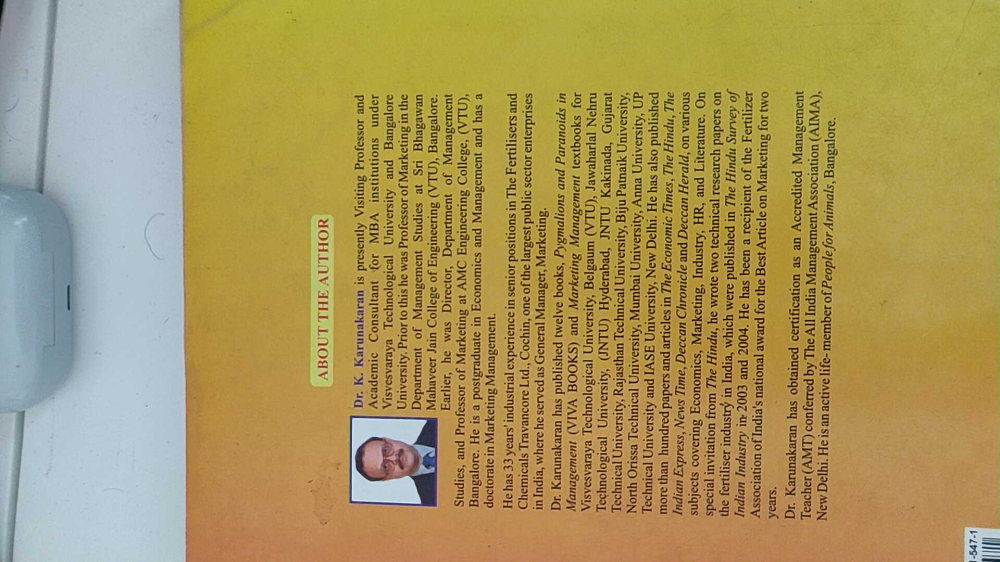 ABOUT THE AUTHOR
Dr. K. Karunakaran is presently Visiting Professor and
Academic Consultant for MBA institutions under
Visvesvaraya Technological University and Bangalore
University. Prior to this he was Professor of Marketing in the
Department of Management Studies at Sri Bhagawan
Mahaveer Jain College of Engineering (VTU), Bangalore.
Earlier, he was Director, Department of Management
Studies, and Professor of Marketing at AMC Engineering College, (VTU),
Bangalore. He is a postgraduate in Economics and Management and has a
doctorate in Marketing Management.
He has 33 years' industrial experience in senior positions in The Fertilisers and
Chemicals Travancore Ltd., Cochin, one of the largest public sector enterprises
in India, where he served as General Manager, Marketing.
Dr. Karunakaran has published twelve books, Pygmalions and Paranoids in
Management (VIVA BOOKS) and Marketing Management textbooks for
Visvesvaraya Technological University, Belgaum (VTU), Jawaharlal Nehru
Technological University, (JNTU) Hyderabad, JNTU Kakinada, Gujarat
Technical University, Rajasthan Technical University, Biju Patnaik University,
North Orissa Technical University, Mumbai University, Anna University, UP
Technical University and IASE University, New Delhi. He has also published
more than hundred papers and articles in The Economic Times, The Hindu, The
Indian Express, News Time, Deccan Chronicle and Deccan Herald, on various
subjects covering Economics, Marketing, Industry, HR, and Literature. On
special invitation from The Hindu, he wrote two technical research papers on
the fertiliser industry in India, which were published in The Hindu Survey of
Indian Industry in 2003 and 2004. He has been a recipient of the Fertilizer
Association of India's national award for the Best Article on Marketing for two
years.
Dr. Karunakaran has obtained certification as an Accredited Management
Teacher (AMT) conferred by The All India Management Association (AIMA),
New Delhi. He is an active life-member of People for Animals, Bangalore.
-547-1